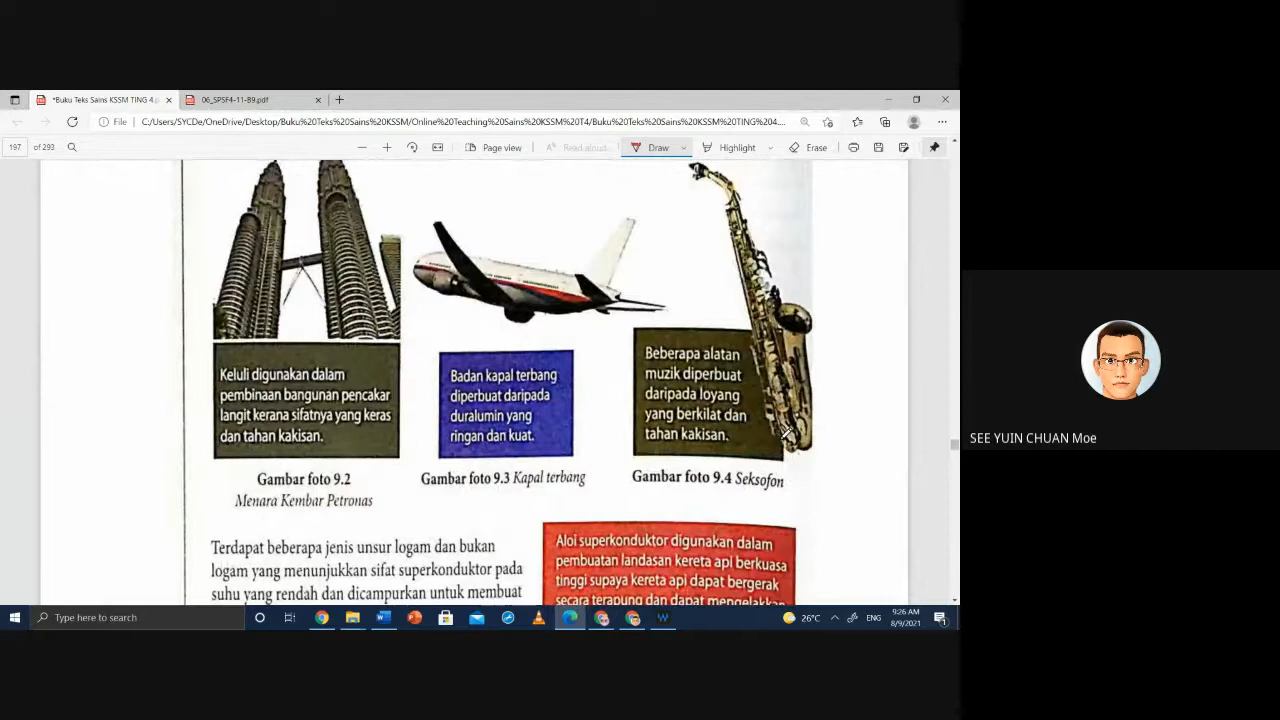 *Buku Teks Sains KSSM TING 4.p
06_SPSF4-11-B9.pdf
File
C:/Users/SYCDe/OneDrive/Desktop/Buku%20Teks%20Sains%20KSSM/Online%20Teaching%20Sains%20KSSM%20T4/Buku%20Teks%20Sains%20KSSM%20TING%204....
197 of 293
Page view
Read aloud
Draw
Highlight
Erase
Keluli digunakan dalam
pembinaan bangunan pencakar
langit kerana sifatnya yang keras
dan tahan kakisan.
Gambar foto 9.2
Menara Kembar Petronas
Badan kapal terbang
diperbuat daripada
duralumin yang
ringan dan kuat.
Gambar foto 9.3 Kapal terbang
Beberapa alatan
muzik diperbuat
daripada loyang
yang berkilat dan
tahan kakisan.
Gambar foto 9.4 Seksofon
Terdapat beberapa jenis unsur logam dan bukan
logam yang menunjukkan sifat superkonduktor pada
suhu yang rendah dan dicampurkan untuk membuat
Aloi superkonduktor digunakan dalam
pembuatan landasan kereta api berkuasa
tinggi supaya kereta api dapat bergerak
secara terapung dan dapat mengelakkan
SEE YUIN CHUAN Moe
Type here to search
26°C
ENG
9:26 AM
8/9/2021